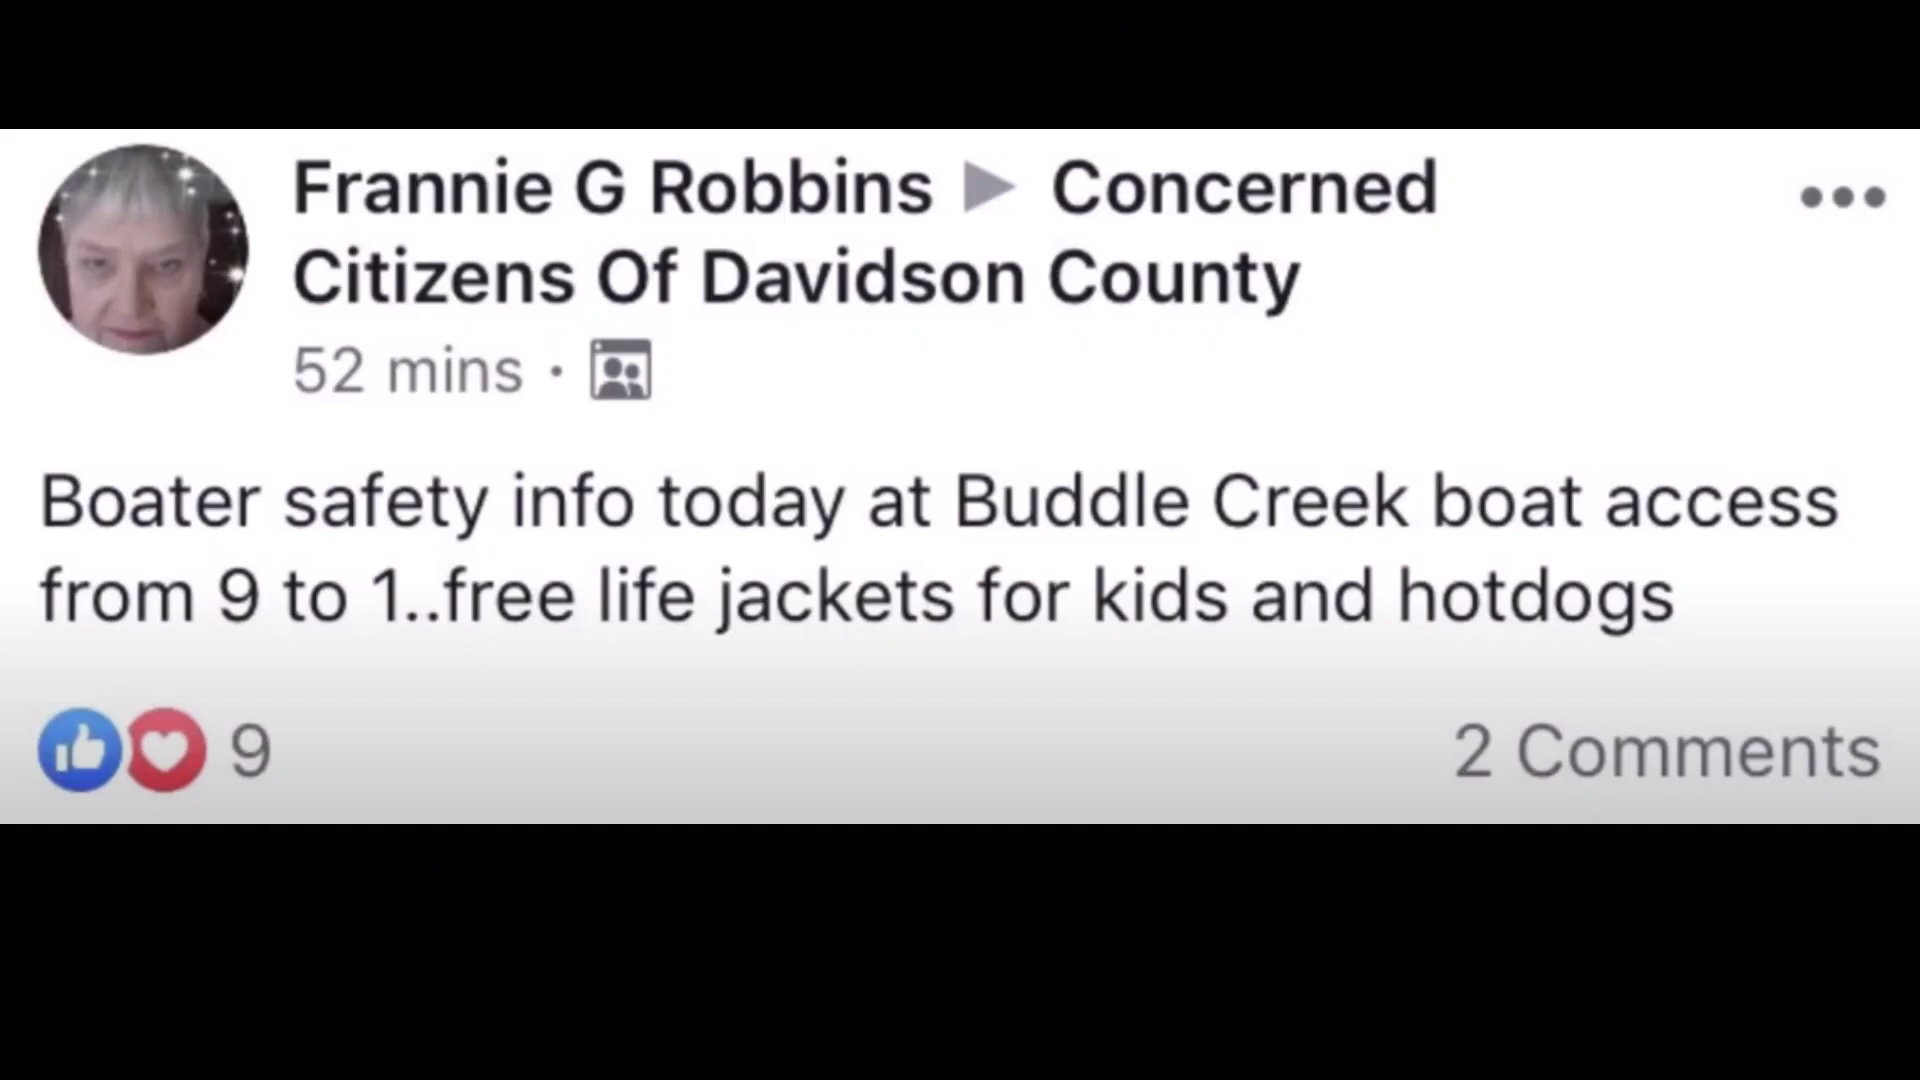 Frannie G Robbins ▶ Concerned
Citizens Of Davidson County
52 mins ·
Boater safety info today at Buddle Creek boat access
from 9 to 1..free life jackets for kids and hotdogs
9
2 Comments